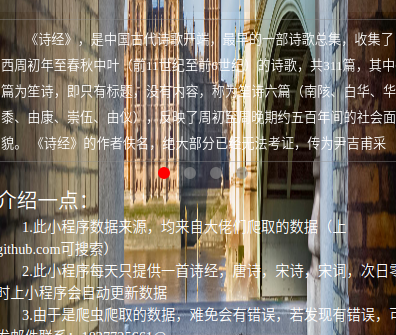 《诗经》，是中国古代诗歌开端，最早的一部诗歌总集，收集了
西周初年至春秋中叶（前11世纪至前6世纪）的诗歌，共311篇，其中
篇为笙诗，即只有标题，没有内容，称为笙诗六篇（南陔、白华、华
黍、由康、崇伍、由仪），反映了周初至周晚期约五百年间的社会面
貌。 《诗经》的作者佚名，绝大部分已经无法考证，传为尹吉甫采
介绍一点：
1.此小程序数据来源，均来自大佬们爬取的数据（上
github.com可搜索）
2.此小程序每天只提供一首诗经，唐诗，宋诗，宋词，次日零
时上小程序会自动更新数据
3.由于是爬虫爬取的数据，难免会有错误，若发现有错误，可